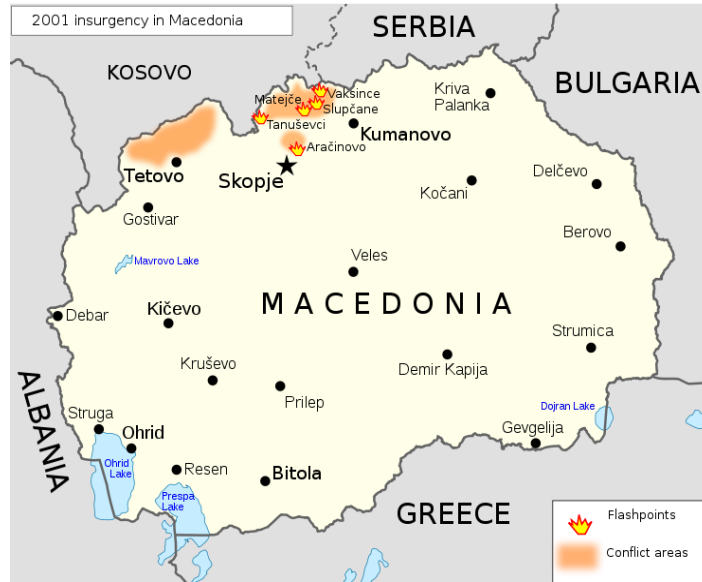 2001 insurgency in Macedonia
SERBIA
KOSOVO
BULGARIA
Matejče
Vaksince
Slupčane
Kriva
Palanka
Tanuševci
Kumanovo
Aračinovo
Tetovo
Skopje
Kočani
Delčevo
Gostivar
Berovo
Mavrovo Lake
Veles
MACEDONIA
Debar
Kičevo
Strumica
Kruševo
Demir Kapija
Prilep
ALBANIA
Struga
Dojran Lake
Ohrid
Gevgelija
Ohrid
Lake
Resen
Bitola
Prespa
Lake
GREECE
Flashpoints
Conflict areas